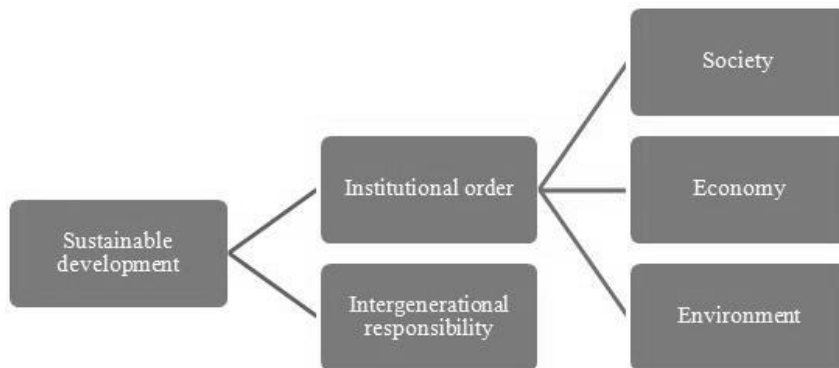 Sustainable
development
Institutional order
Intergenerational
responsibility
Society
Economy
Environment